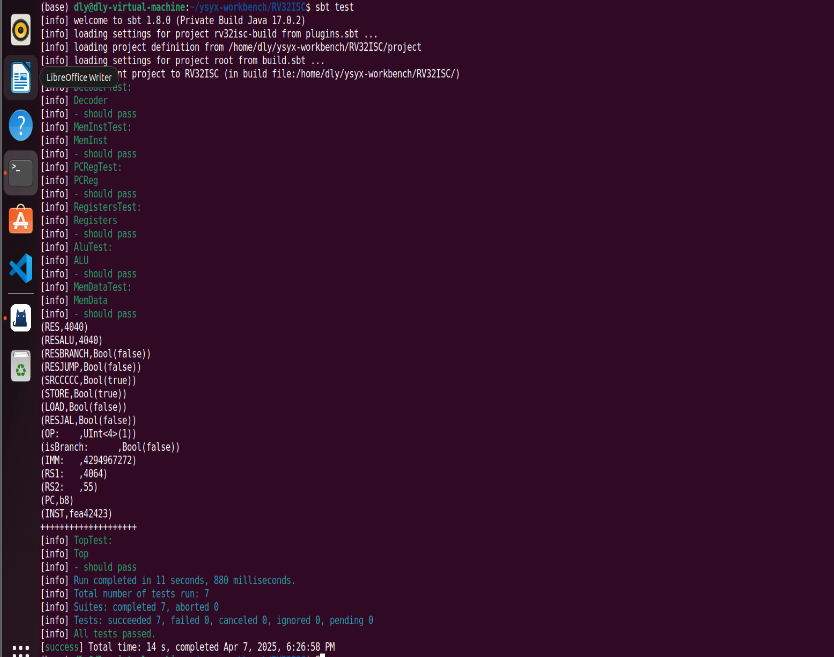 (base) dly@dly-virtual-machine:~/ysyx-workbench/RV32ISC$ sbt test
[info] welcome to sbt 1.8.0 (Private Build Java 17.0.2)
[info] loading settings for project rv32isc-build from plugins.sbt ...
[info] loading project definition from /home/dly/ysyx-workbench/RV32ISC/project
[info] loading settings for project root from build.sbt ...
LibreOffice Writer
nt project to RV32ISC (in build file:/home/dly/ysyx-workbench/RV32ISC/)
[info] DecoderTest:
[info] Decoder
[info] - should pass
[info] MemInstTest:
[info] MemInst
[info] - should pass
[info] PCRegTest:
[info] PCReg
[info] - should pass
[info] RegistersTest:
[info] Registers
[info] - should pass
[info] AluTest:
[info] ALU
[info] - should pass
[info] MemDataTest:
[info] MemData
[info] - should pass
(RES,4040)
(RESALU,4040)
(RESBRANCH,Bool(false))
(RESJUMP,Bool(false))
(SRCCCCC,Bool(true))
(STORE,Bool(true))
(LOAD,Bool(false))
(RESJAL,Bool(false))
(OP:   ,UInt<4>(1))
(isBranch:      ,Bool(false))
(IMM:   ,4294967272)
(RS1:   ,4064)
(RS2:   ,55)
(PC,b8)
(INST,fea42423)
++++++++++++++++++++
[info] TopTest:
[info] Top
[info] - should pass
[info] Run completed in 11 seconds, 880 milliseconds.
[info] Total number of tests run: 7
[info] Suites: completed 7, aborted 0
[info] Tests: succeeded 7, failed 0, canceled 0, ignored 0, pending 0
[info] All tests passed.
[success] Total time: 14 s, completed Apr 7, 2025, 6:26:58 PM